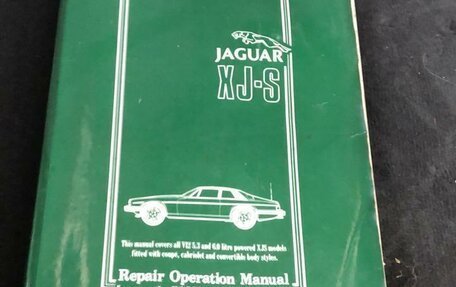 JAGUAR
XJ-S
This manual covers all V12 5.3 and 6.0 litre powered XJS models
fitted with coupe, cabriolet and convertible body styles.
Repair Operation Manual